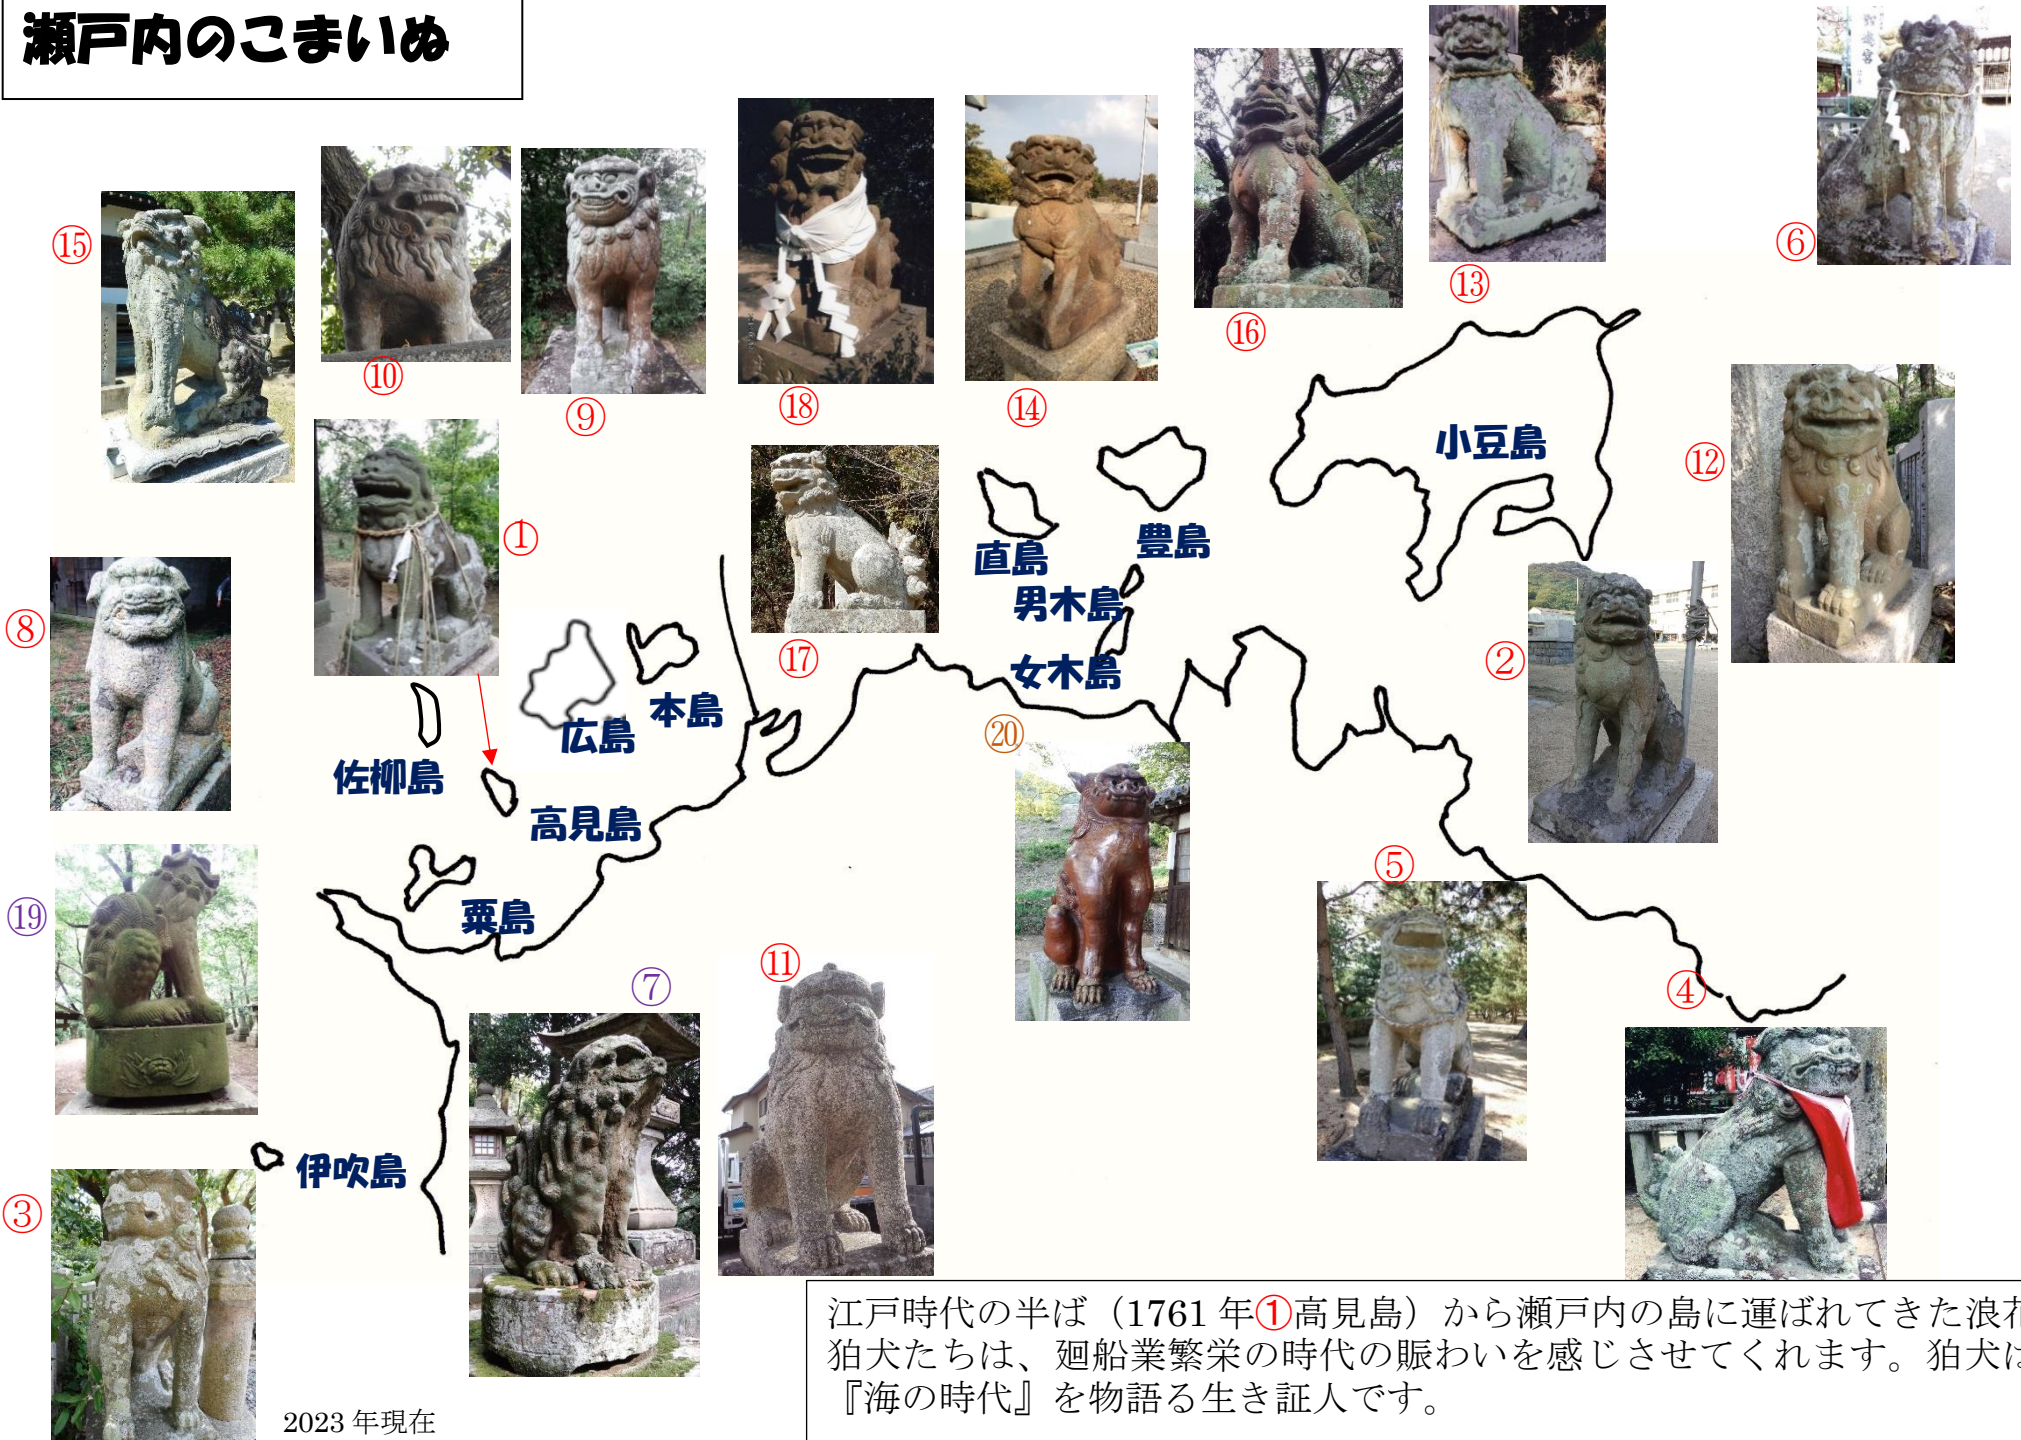 瀬戸内のこまいぬ
⑥
⑮
⑬
⑯
⑩
⑱
⑭
⑨
小豆島
⑫
①
豊島
直島
男木島
⑧
⑰
女木島
②
本島
広島
⑳
佐柳島
高見島
⑤
粟島
⑲
⑪
⑦
④
伊吹島
③
江戸時代の半ば（1761年①高見島）から瀬戸内の島に運ばれてきた浪花
狛犬たちは、廻船業繁栄の時代の賑わいを感じさせてくれます。狛犬は
『海の時代』を物語る生き証人です。
2023年現在